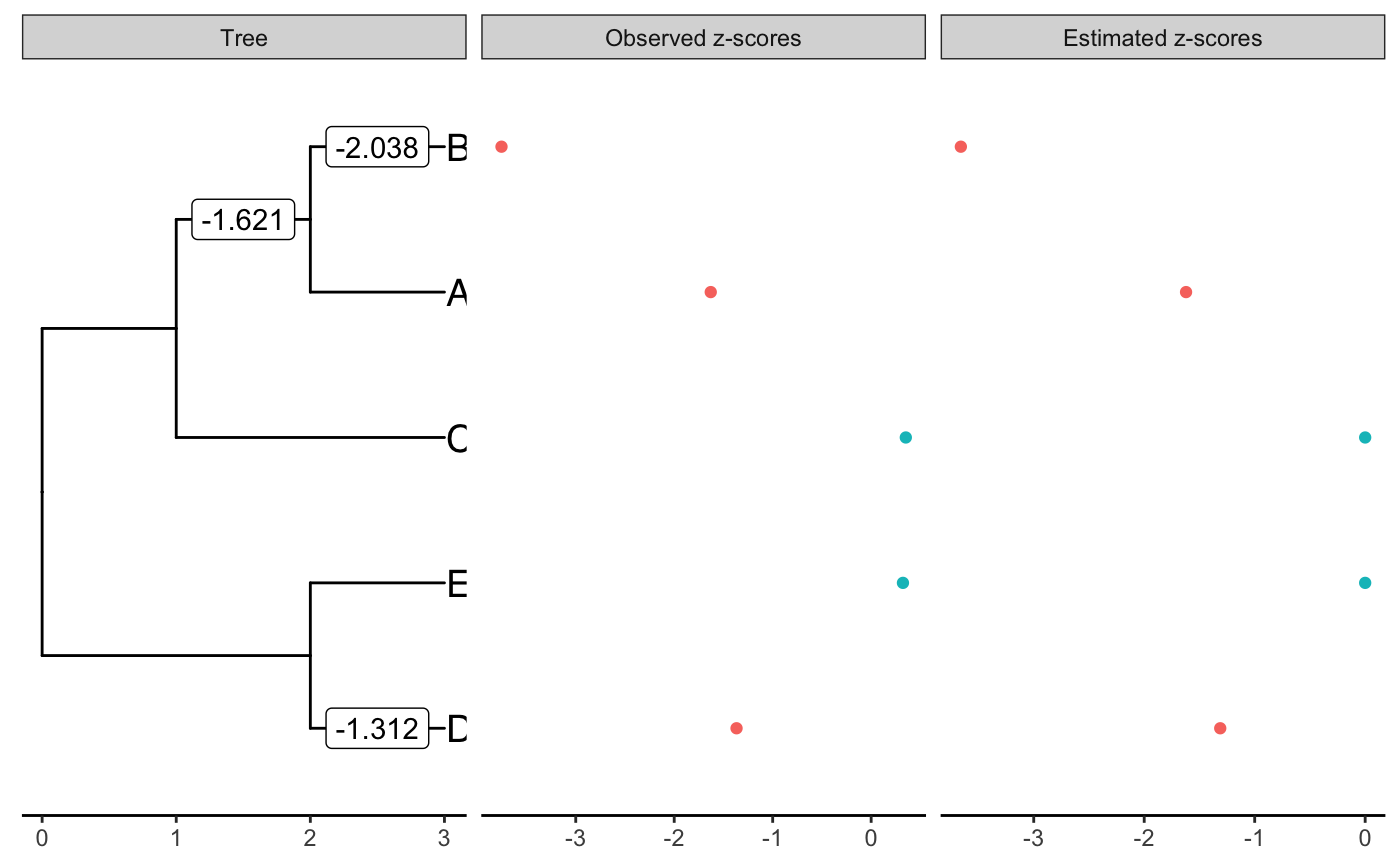 Tree
Observed z-scores
Estimated z-scores
-2.038
B
-1.621
A
C
E
-1.312
D
0 1 2 3
-3 -2 -1 0
-3 -2 -1 0